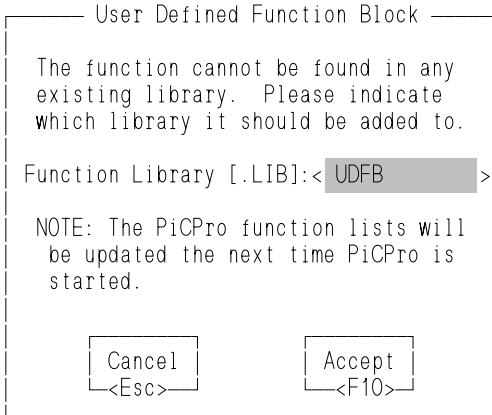 User Defined Function Block
The function cannot be found in any
existing library. Please indicate
which library it should be added to.
Function Library [.LIB]:< UDFB >
NOTE: The PiCPro function lists will
be updated the next time PiCPro is
started.
Cancel Accept
<Esc> <F10>